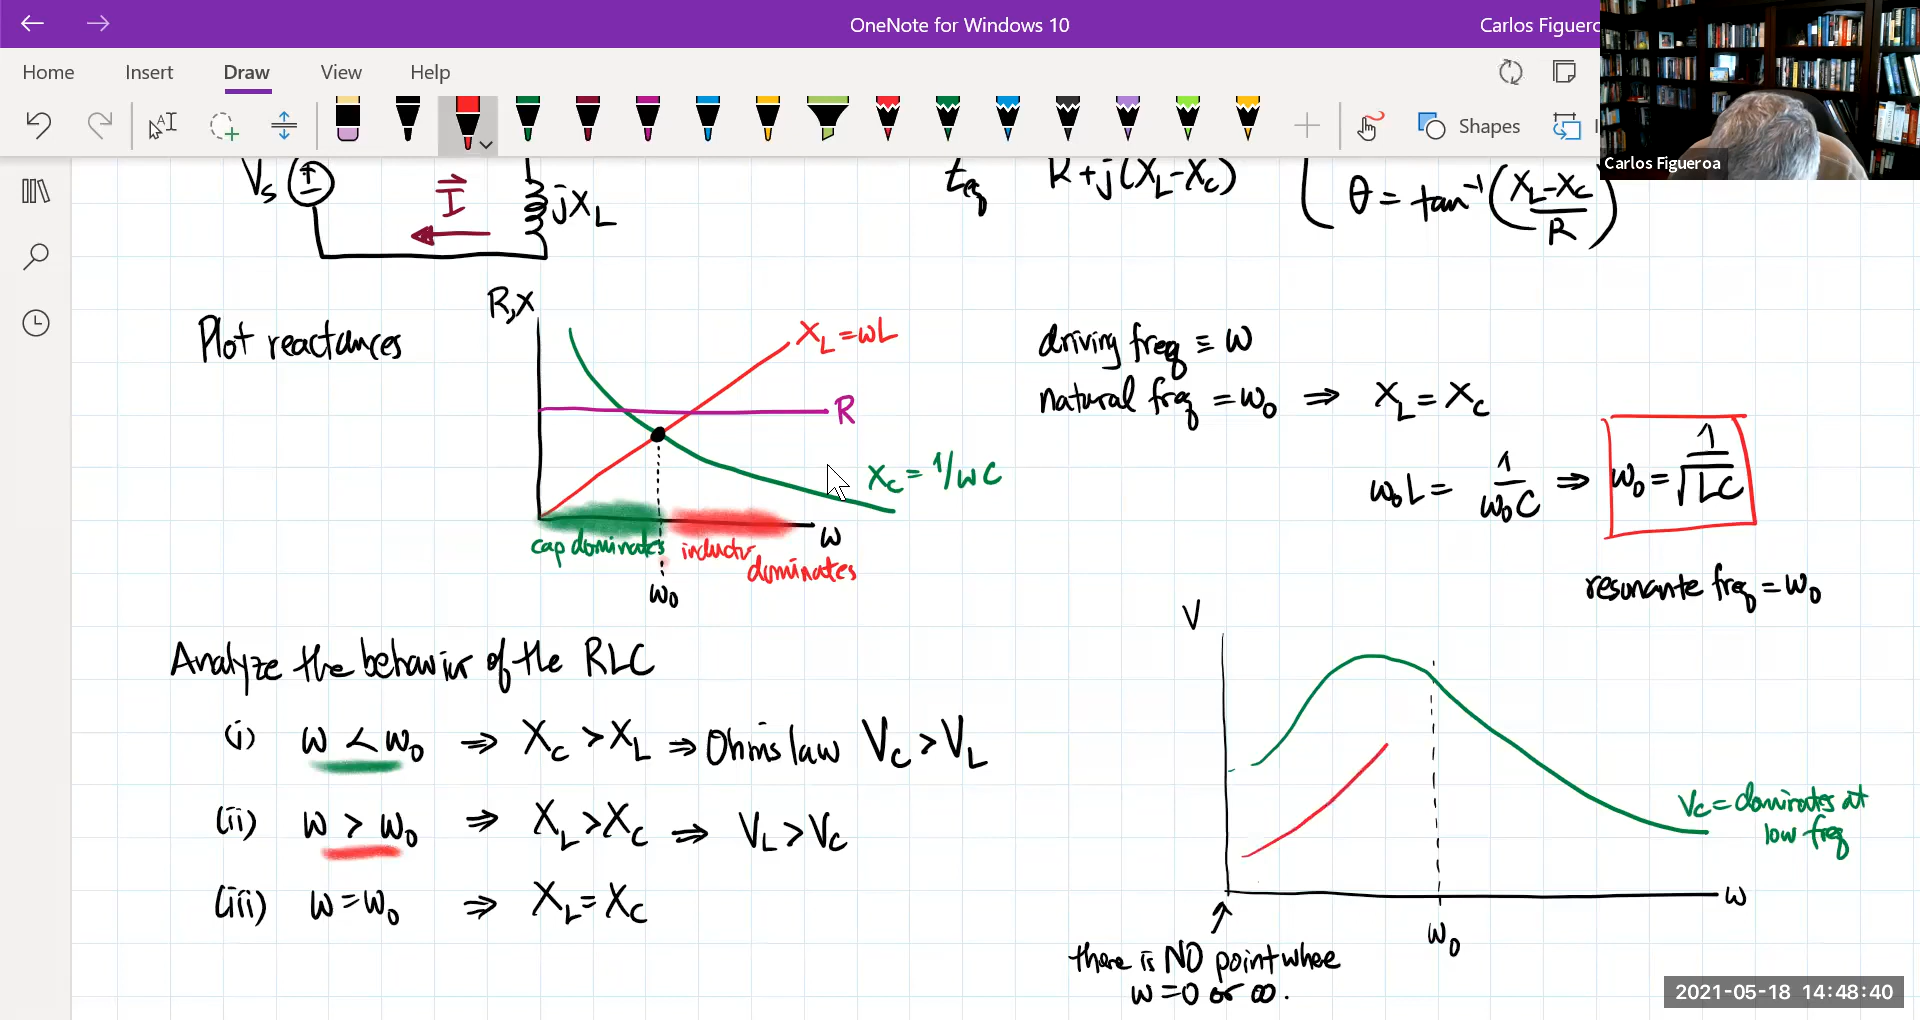 OneNote for Windows 10
Carlos Figuero
Home Insert Draw View Help
Shapes
Carlos Figueroa
Vs
I
jXL
R+j(XL-XC)
θ = tan⁻¹(XL-XC/R)
R,X
Plot reactances
XL=ωL
R
XC = 1/ωC
ω
cap dominates
inductr dominates
ω0
driving freq ≡ ω
natural freq = ω0 ⇒ XL = XC
ω0L = 1/ω0C ⇒ ω0 = 1/√LC
resonante freq = ω0
Analyze the behavior of the RLC
(i) ω < ω0 ⇒ XC > XL ⇒ Ohms law VC > VL
(ii) ω > ω0 ⇒ XL > XC ⇒ VL > VC
(iii) ω = ω0 ⇒ XL = XC
V
VC = dominates at
low freq
ω
ω0
there is NO point where
ω = 0 or ∞.
2021-05-18 14:48:40